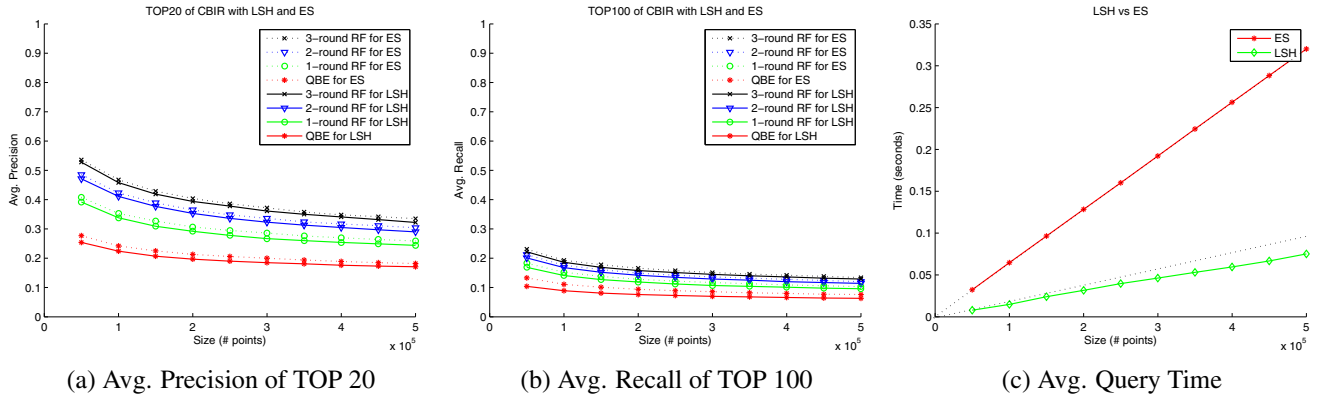 TOP20 of CBIR with LSH and ES
1
0.9
0.8
0.7
0.6
0.5
0.4
0.3
0.2
0.1
0
Avg. Precision
3−round RF for ES
2−round RF for ES
1−round RF for ES
QBE for ES
3−round RF for LSH
2−round RF for LSH
1−round RF for LSH
QBE for LSH
0 1 2 3 4 5
Size (# points)
x 10^5
(a) Avg. Precision of TOP 20
TOP100 of CBIR with LSH and ES
1
0.9
0.8
0.7
0.6
0.5
0.4
0.3
0.2
0.1
0
Avg. Recall
3−round RF for ES
2−round RF for ES
1−round RF for ES
QBE for ES
3−round RF for LSH
2−round RF for LSH
1−round RF for LSH
QBE for LSH
0 1 2 3 4 5
Size (# points)
x 10^5
(b) Avg. Recall of TOP 100
LSH vs ES
0.35
0.3
0.25
0.2
0.15
0.1
0.05
0
Time (seconds)
ES
LSH
0 1 2 3 4 5
Size (# points)
x 10^5
(c) Avg. Query Time